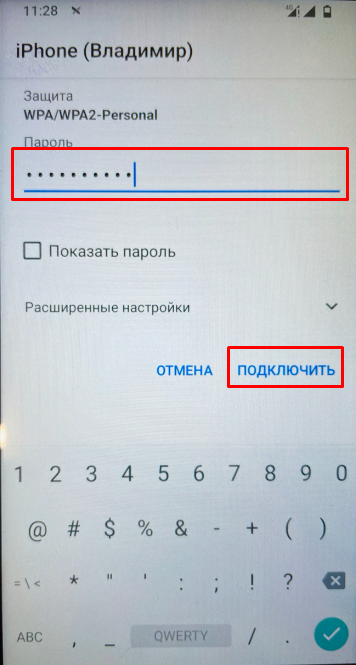 11:28
4G
iPhone (Владимир)
Защита
WPA/WPA2-Personal
Пароль
••••••••••
Показать пароль
Расширенные настройки
ОТМЕНА ПОДКЛЮЧИТЬ
1 2 3 4 5 6 7 8 9 0
@ # $ % & - + ( )
= \ < * " ' : ; ! ?
ABC , _ QWERTY / .